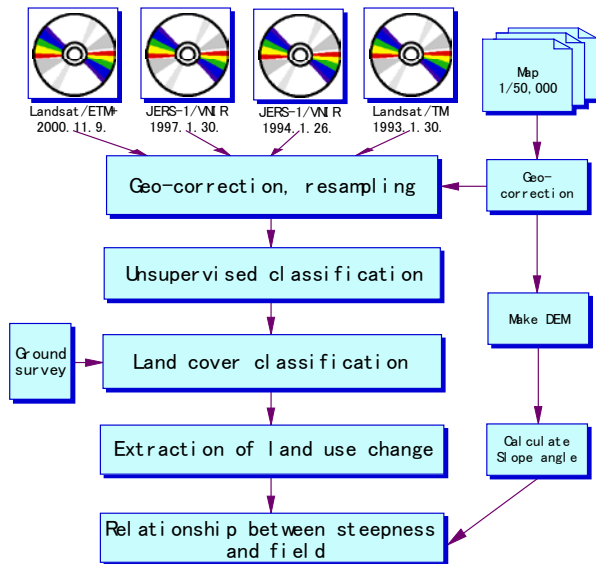 Landsat/ETM+
2000. 11. 9.
JERS-1/VNIR
1997. 1. 30.
JERS-1/VNIR
1994. 1. 26.
Landsat/TM
1993. 1. 30.
Map
1/50, 000
Geo-correction, resampling
Geo-
correction
Unsupervised classification
Make DEM
Ground
survey
Land cover classification
Extraction of land use change
Calculate
Slope angle
Relationship between steepness
and field